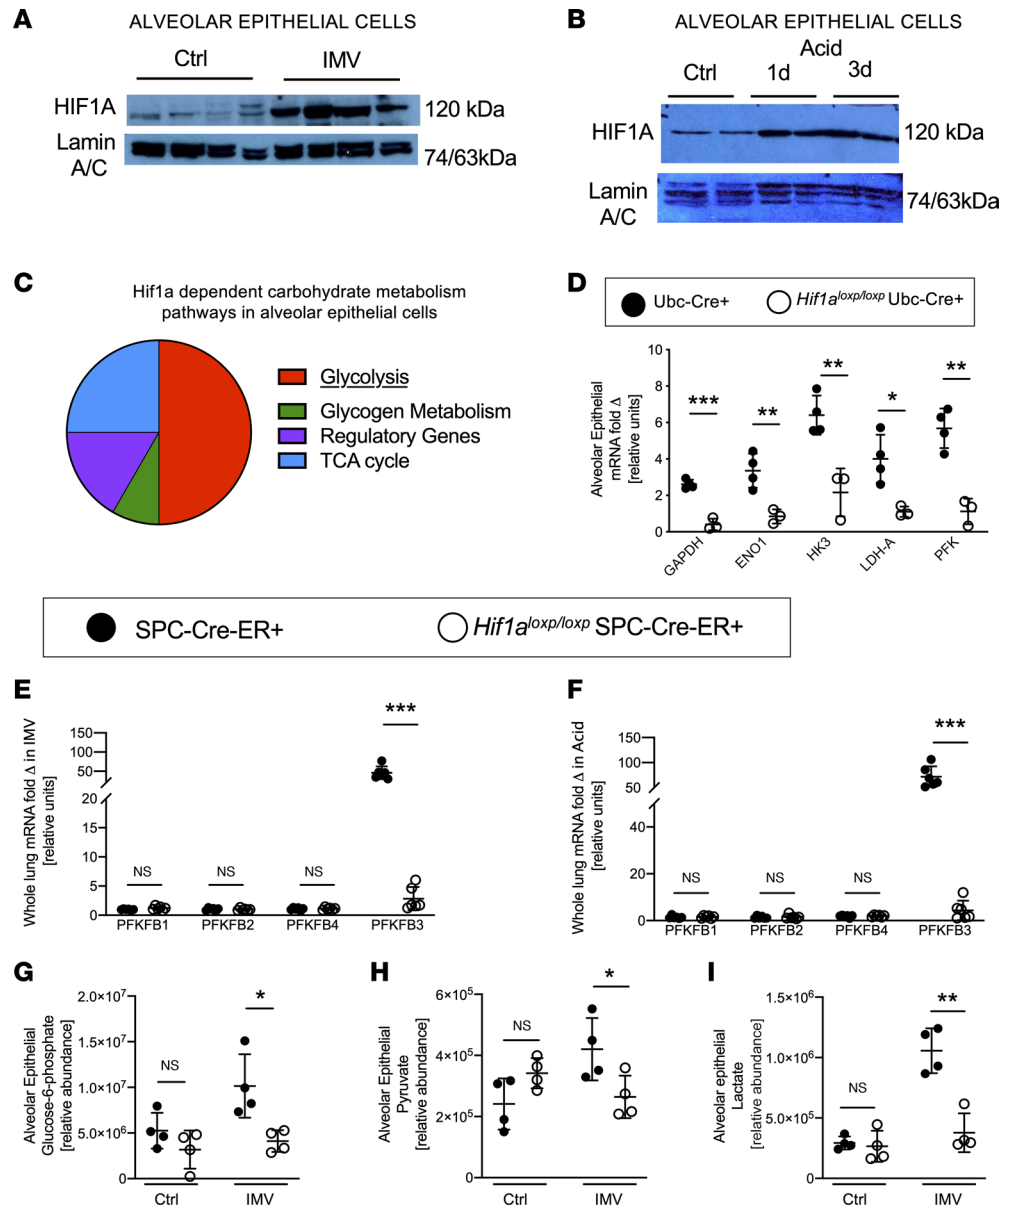 A
ALVEOLAR EPITHELIAL CELLS
Ctrl
IMV
HIF1A
120 kDa
Lamin
A/C
74/63kDa
B
ALVEOLAR EPITHELIAL CELLS
Acid
Ctrl
1d
3d
HIF1A
120 kDa
Lamin
A/C
74/63kDa
C
Hif1a dependent carbohydrate metabolism
pathways in alveolar epithelial cells
Glycolysis
Glycogen Metabolism
Regulatory Genes
TCA cycle
D
Ubc-Cre+
Hif1a^loxp/loxp Ubc-Cre+
Alveolar Epithelial
mRNA fold Δ
[relative units]
10
8
6
4
2
0
***
**
**
*
**
GAPDH
ENO1
HK3
LDH-A
PFK
SPC-Cre-ER+
Hif1a^loxp/loxp SPC-Cre-ER+
E
Whole lung mRNA fold Δ in IMV
[relative units]
150
100
50
20
15
10
5
0
NS
NS
NS
***
PFKFB1
PFKFB2
PFKFB4
PFKFB3
F
Whole lung mRNA fold Δ in Acid
[relative units]
150
100
50
40
20
0
NS
NS
NS
***
PFKFB1
PFKFB2
PFKFB4
PFKFB3
G
Alveolar Epithelial
Glucose-6-phosphate
[relative abundance]
2.0×10⁷
1.5×10⁷
1.0×10⁷
5.0×10⁶
0
NS
*
Ctrl
IMV
H
Alveolar Epithelial
Pyruvate
[relative abundance]
6×10⁵
4×10⁵
2×10⁵
0
NS
*
Ctrl
IMV
I
Alveolar epithelial
Lactate
[relative abundance]
1.5×10⁶
1.0×10⁶
5.0×10⁵
0
NS
**
Ctrl
IMV